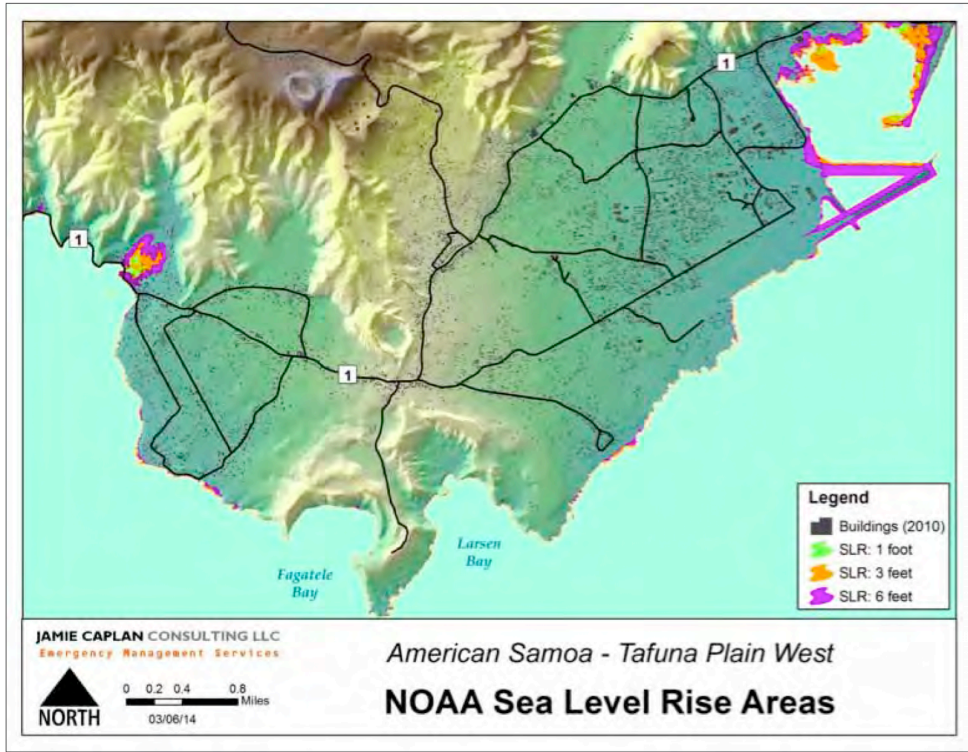 1
1
1
Fagatele
Bay
Larsen
Bay
Legend
Buildings (2010)
SLR: 1 foot
SLR: 3 feet
SLR: 6 feet
JAMIE CAPLAN CONSULTING LLC
Emergency Management Services
NORTH
0 0.2 0.4 0.8
Miles
03/06/14
American Samoa - Tafuna Plain West
NOAA Sea Level Rise Areas